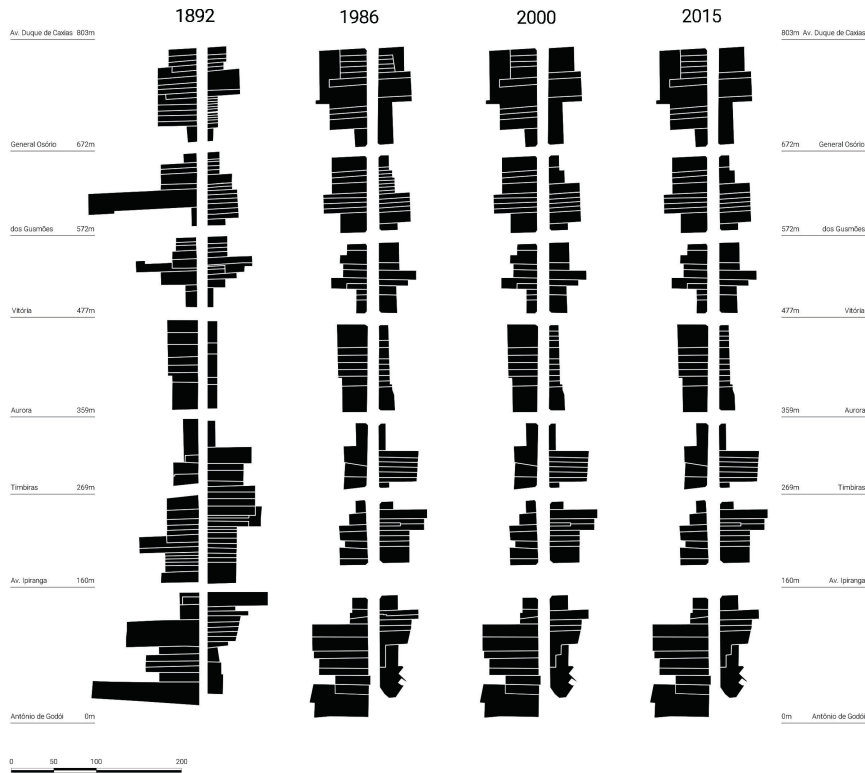 1892 1986 2000 2015
Av. Duque de Caxias 803m 803m Av. Duque de Caxias
General Osório 672m 672m General Osório
dos Gusmões 572m 572m dos Gusmões
Vitória 477m 477m Vitória
Aurora 359m 359m Aurora
Timbiras 269m 269m Timbiras
Av. Ipiranga 160m 160m Av. Ipiranga
Antônio de Godói 0m 0m Antônio de Godói
0 50 100 200